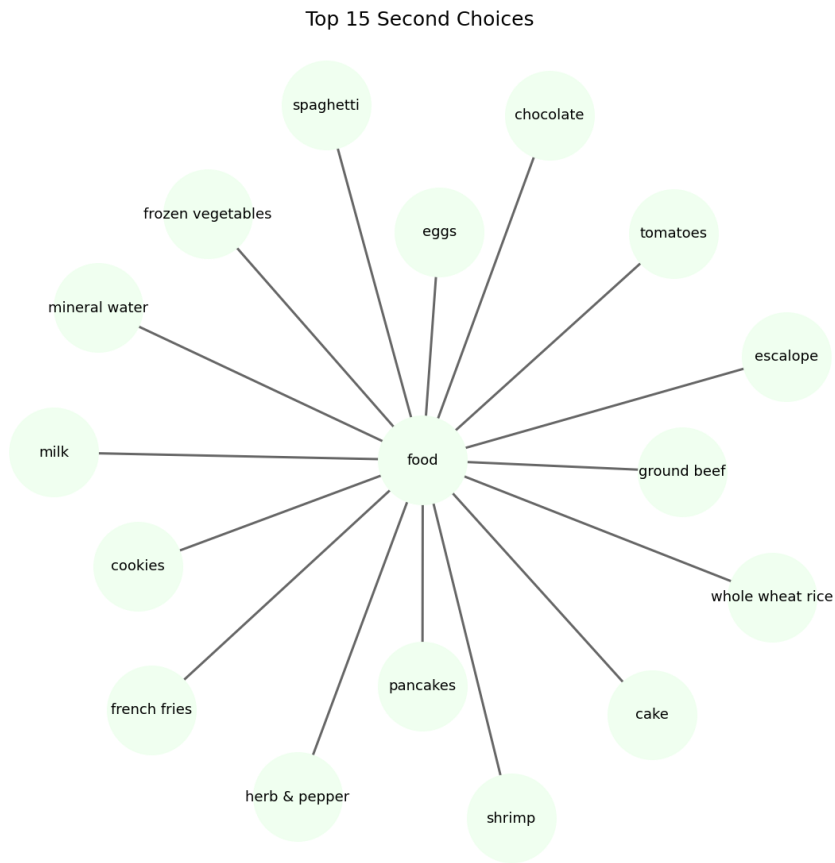 Top 15 Second Choices
spaghetti
chocolate
frozen vegetables
eggs
tomatoes
mineral water
escalope
milk
food
ground beef
cookies
whole wheat rice
french fries
pancakes
cake
herb & pepper
shrimp